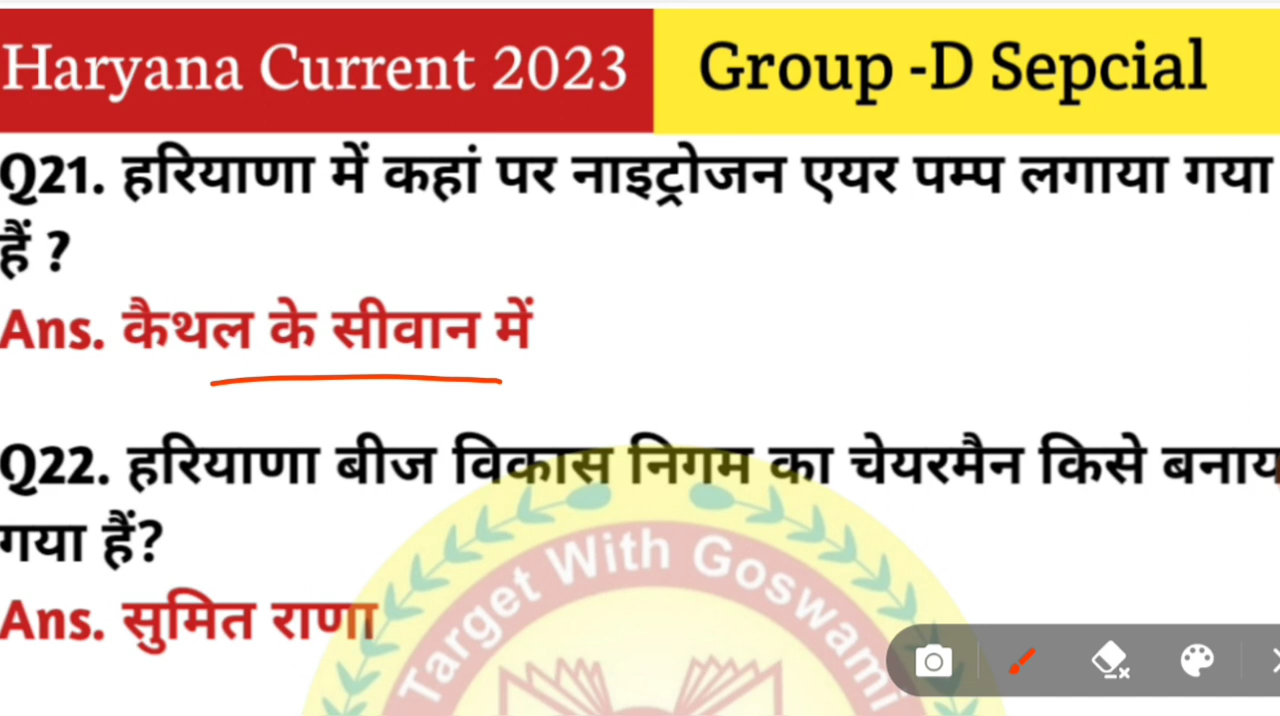 Haryana Current 2023 Group -D Sepcial
Q21. हरियाणा में कहां पर नाइट्रोजन एयर पम्प लगाया गया
हैं ?
Ans. कैथल के सीवान में
Q22. हरियाणा बीज विकास निगम का चेयरमैन किसे बनाय
गया हैं?
Ans. सुमित राणा
Target With Goswami